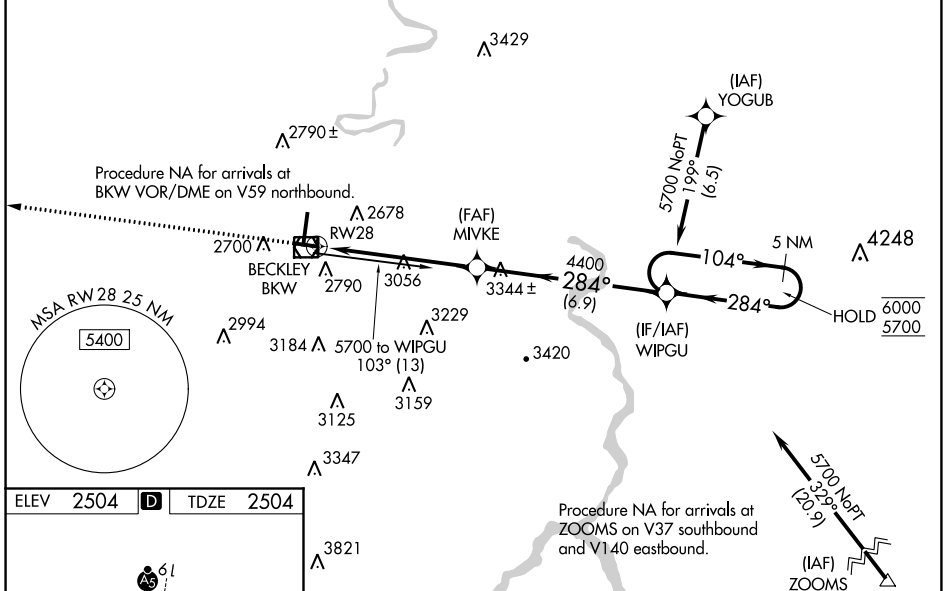 3429
(IAF)
YOGUB
2790 ±
5700 NoPT
199°
(6.5)
Procedure NA for arrivals at
BKW VOR/DME on V59 northbound.
2678
RW28
(FAF)
MIVKE
2700
BECKLEY
BKW
2790
3056
3344 ±
4400
284°
(6.9)
104°
5 NM
4248
284°
HOLD
6000
5700
(IF/IAF)
WIPGU
MSA RW 28 25 NM
5400
2994
3184
3229
5700 to WIPGU
103° (13)
3420
3159
3125
3347
5700 NoPT
329°
(20.9)
ELEV 2504 D TDZE 2504
Procedure NA for arrivals at
ZOOMS on V37 southbound
and V140 eastbound.
3821
(IAF)
ZOOMS
A5